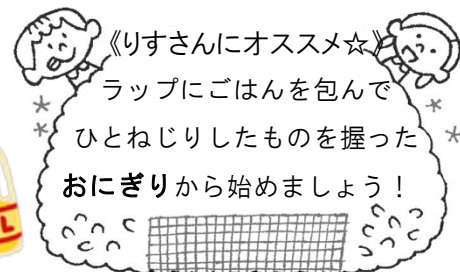 《りすさんにオススメ☆》
ラップにごはんを包んで
ひとねじりしたものを握った
おにぎりから始めましょう！
L